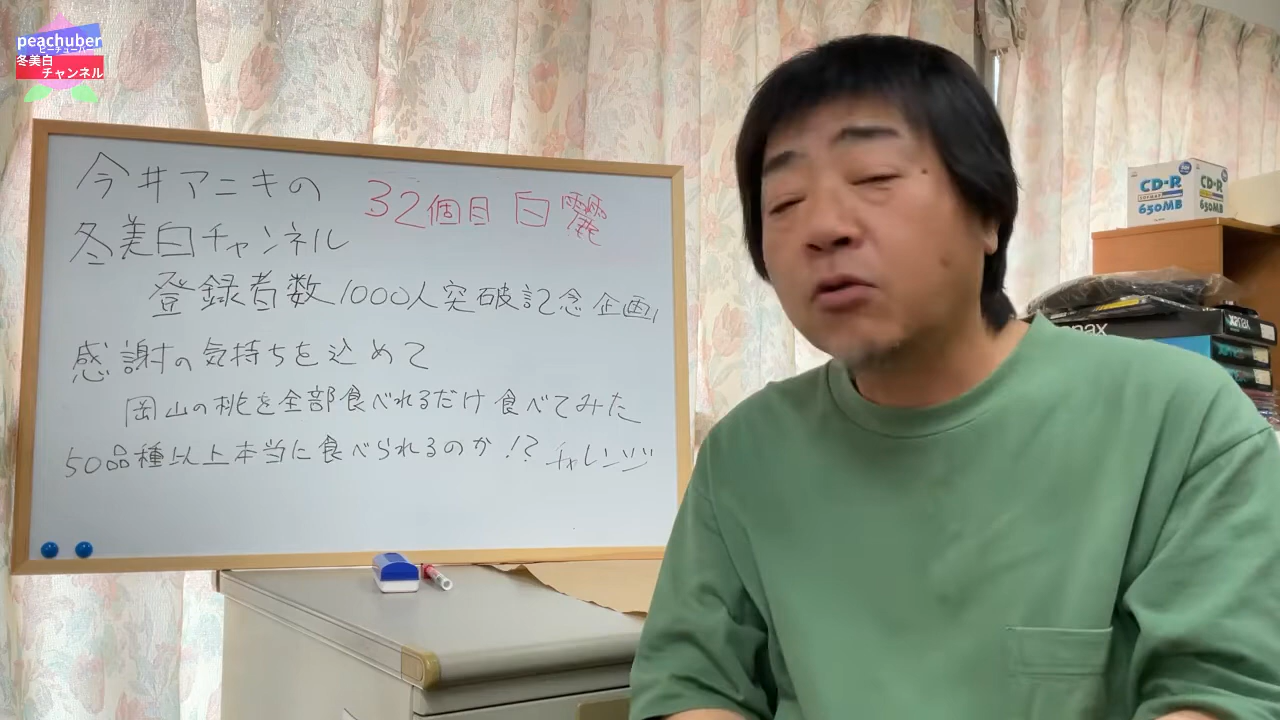 peachuber
ピーチューバー
冬美白
チャンネル
今井アニキの
冬美白チャンネル
32個目 白麗
登録者数1000人突破記念企画!!
感謝の気持ちを込めて
岡山の桃を全部食べれるだけ食べてみた
50品種以上本当に食べられるのか!?チャレンジ
CD-R
650MB
CD-R
650MB